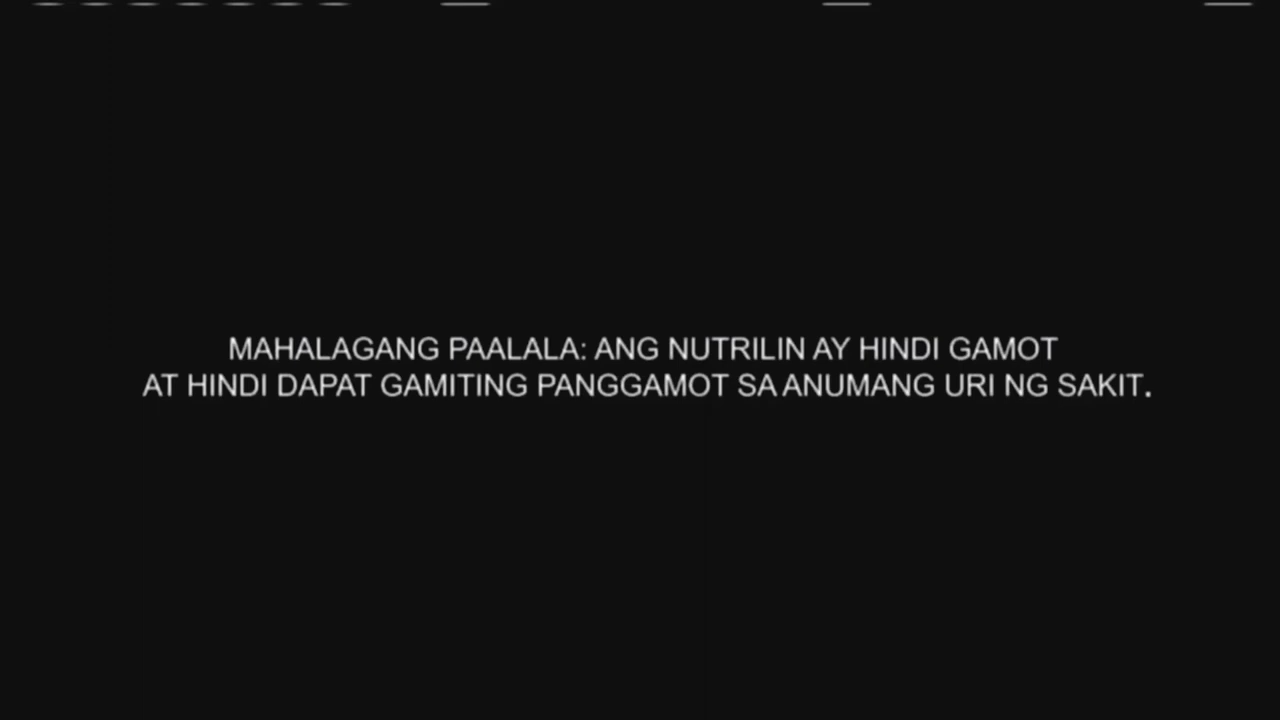 MAHALAGANG PAALALA: ANG NUTRILIN AY HINDI GAMOT
AT HINDI DAPAT GAMITING PANGGAMOT SA ANUMANG URI NG SAKIT.